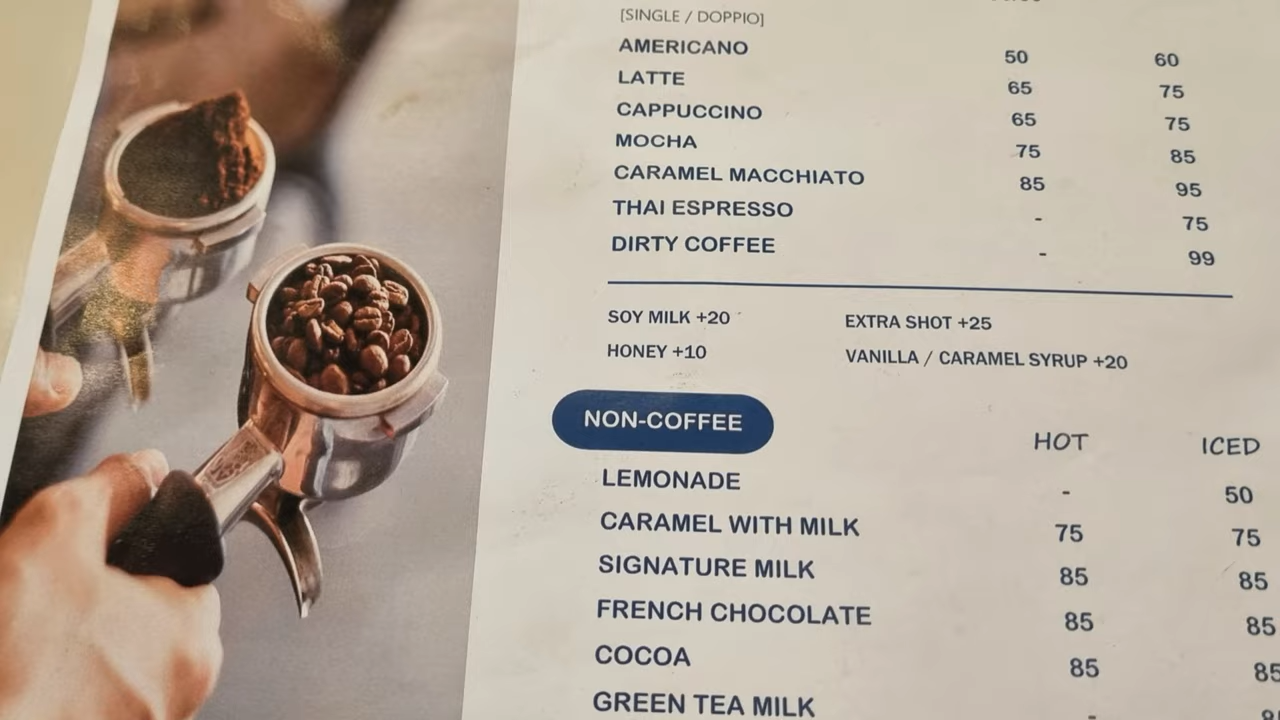 [SINGLE / DOPPIO]
AMERICANO 50 60
LATTE 65 75
CAPPUCCINO 65 75
MOCHA 75 85
CARAMEL MACCHIATO 85 95
THAI ESPRESSO - 75
DIRTY COFFEE - 99
SOY MILK +20 EXTRA SHOT +25
HONEY +10 VANILLA / CARAMEL SYRUP +20
NON-COFFEE HOT ICED
LEMONADE - 50
CARAMEL WITH MILK 75 75
SIGNATURE MILK 85 85
FRENCH CHOCOLATE 85 85
COCOA 85 85
GREEN TEA MILK -